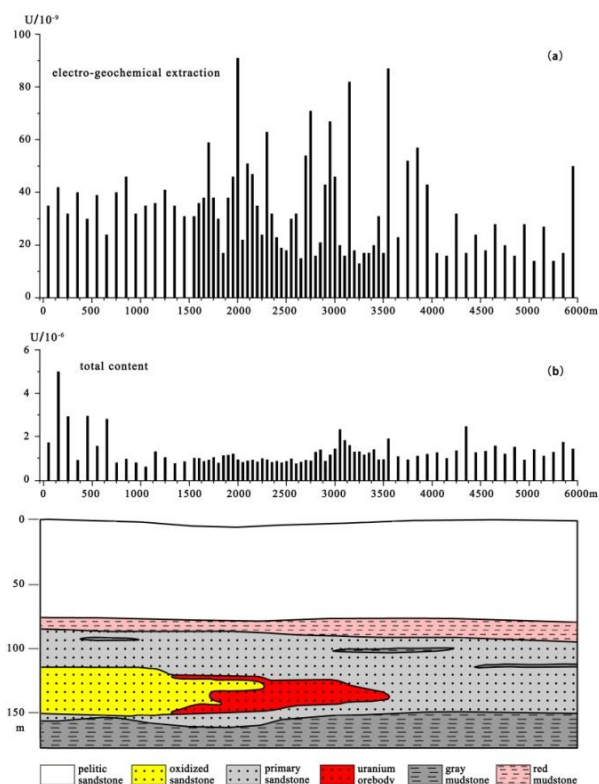 U/10⁻⁹
(a)
electro-geochemical extraction
100
80
60
40
20
0
0 500 1000 1500 2000 2500 3000 3500 4000 4500 5000 5500 6000m
U/10⁻⁶
total content
(b)
6
4
2
0
0 500 1000 1500 2000 2500 3000 3500 4000 4500 5000 5500 6000m
0
50
100
150
m
pelitic sandstone
oxidized sandstone
primary sandstone
uranium orebody
gray mudstone
red mudstone